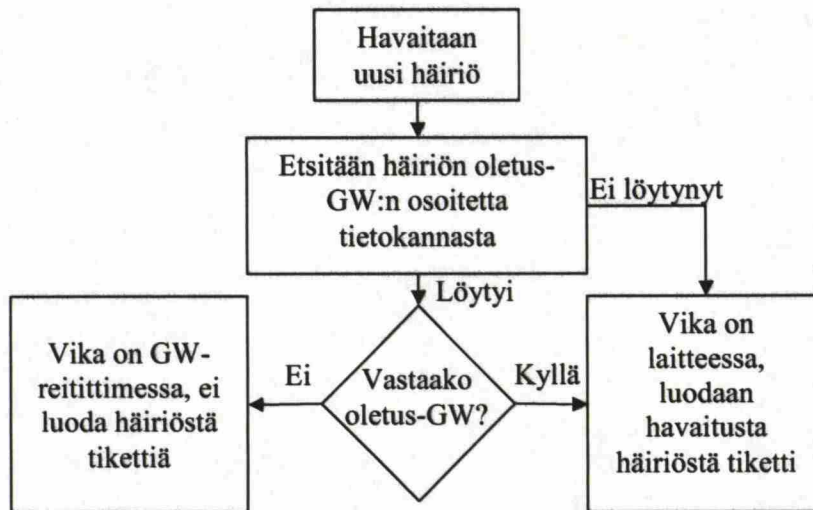 Havaitaan
uusi häiriö
Etsitään häiriön oletus-
GW:n osoitetta
tietokannasta
Ei löytynyt
Löytyi
Vika on GW-
reitittimessa, ei
luoda häiriöstä
tikettiä
Ei
Vastaako
oletus-GW?
Kyllä
Vika on
laitteessa,
luodaan
havaitusta
häiriöstä tiketti